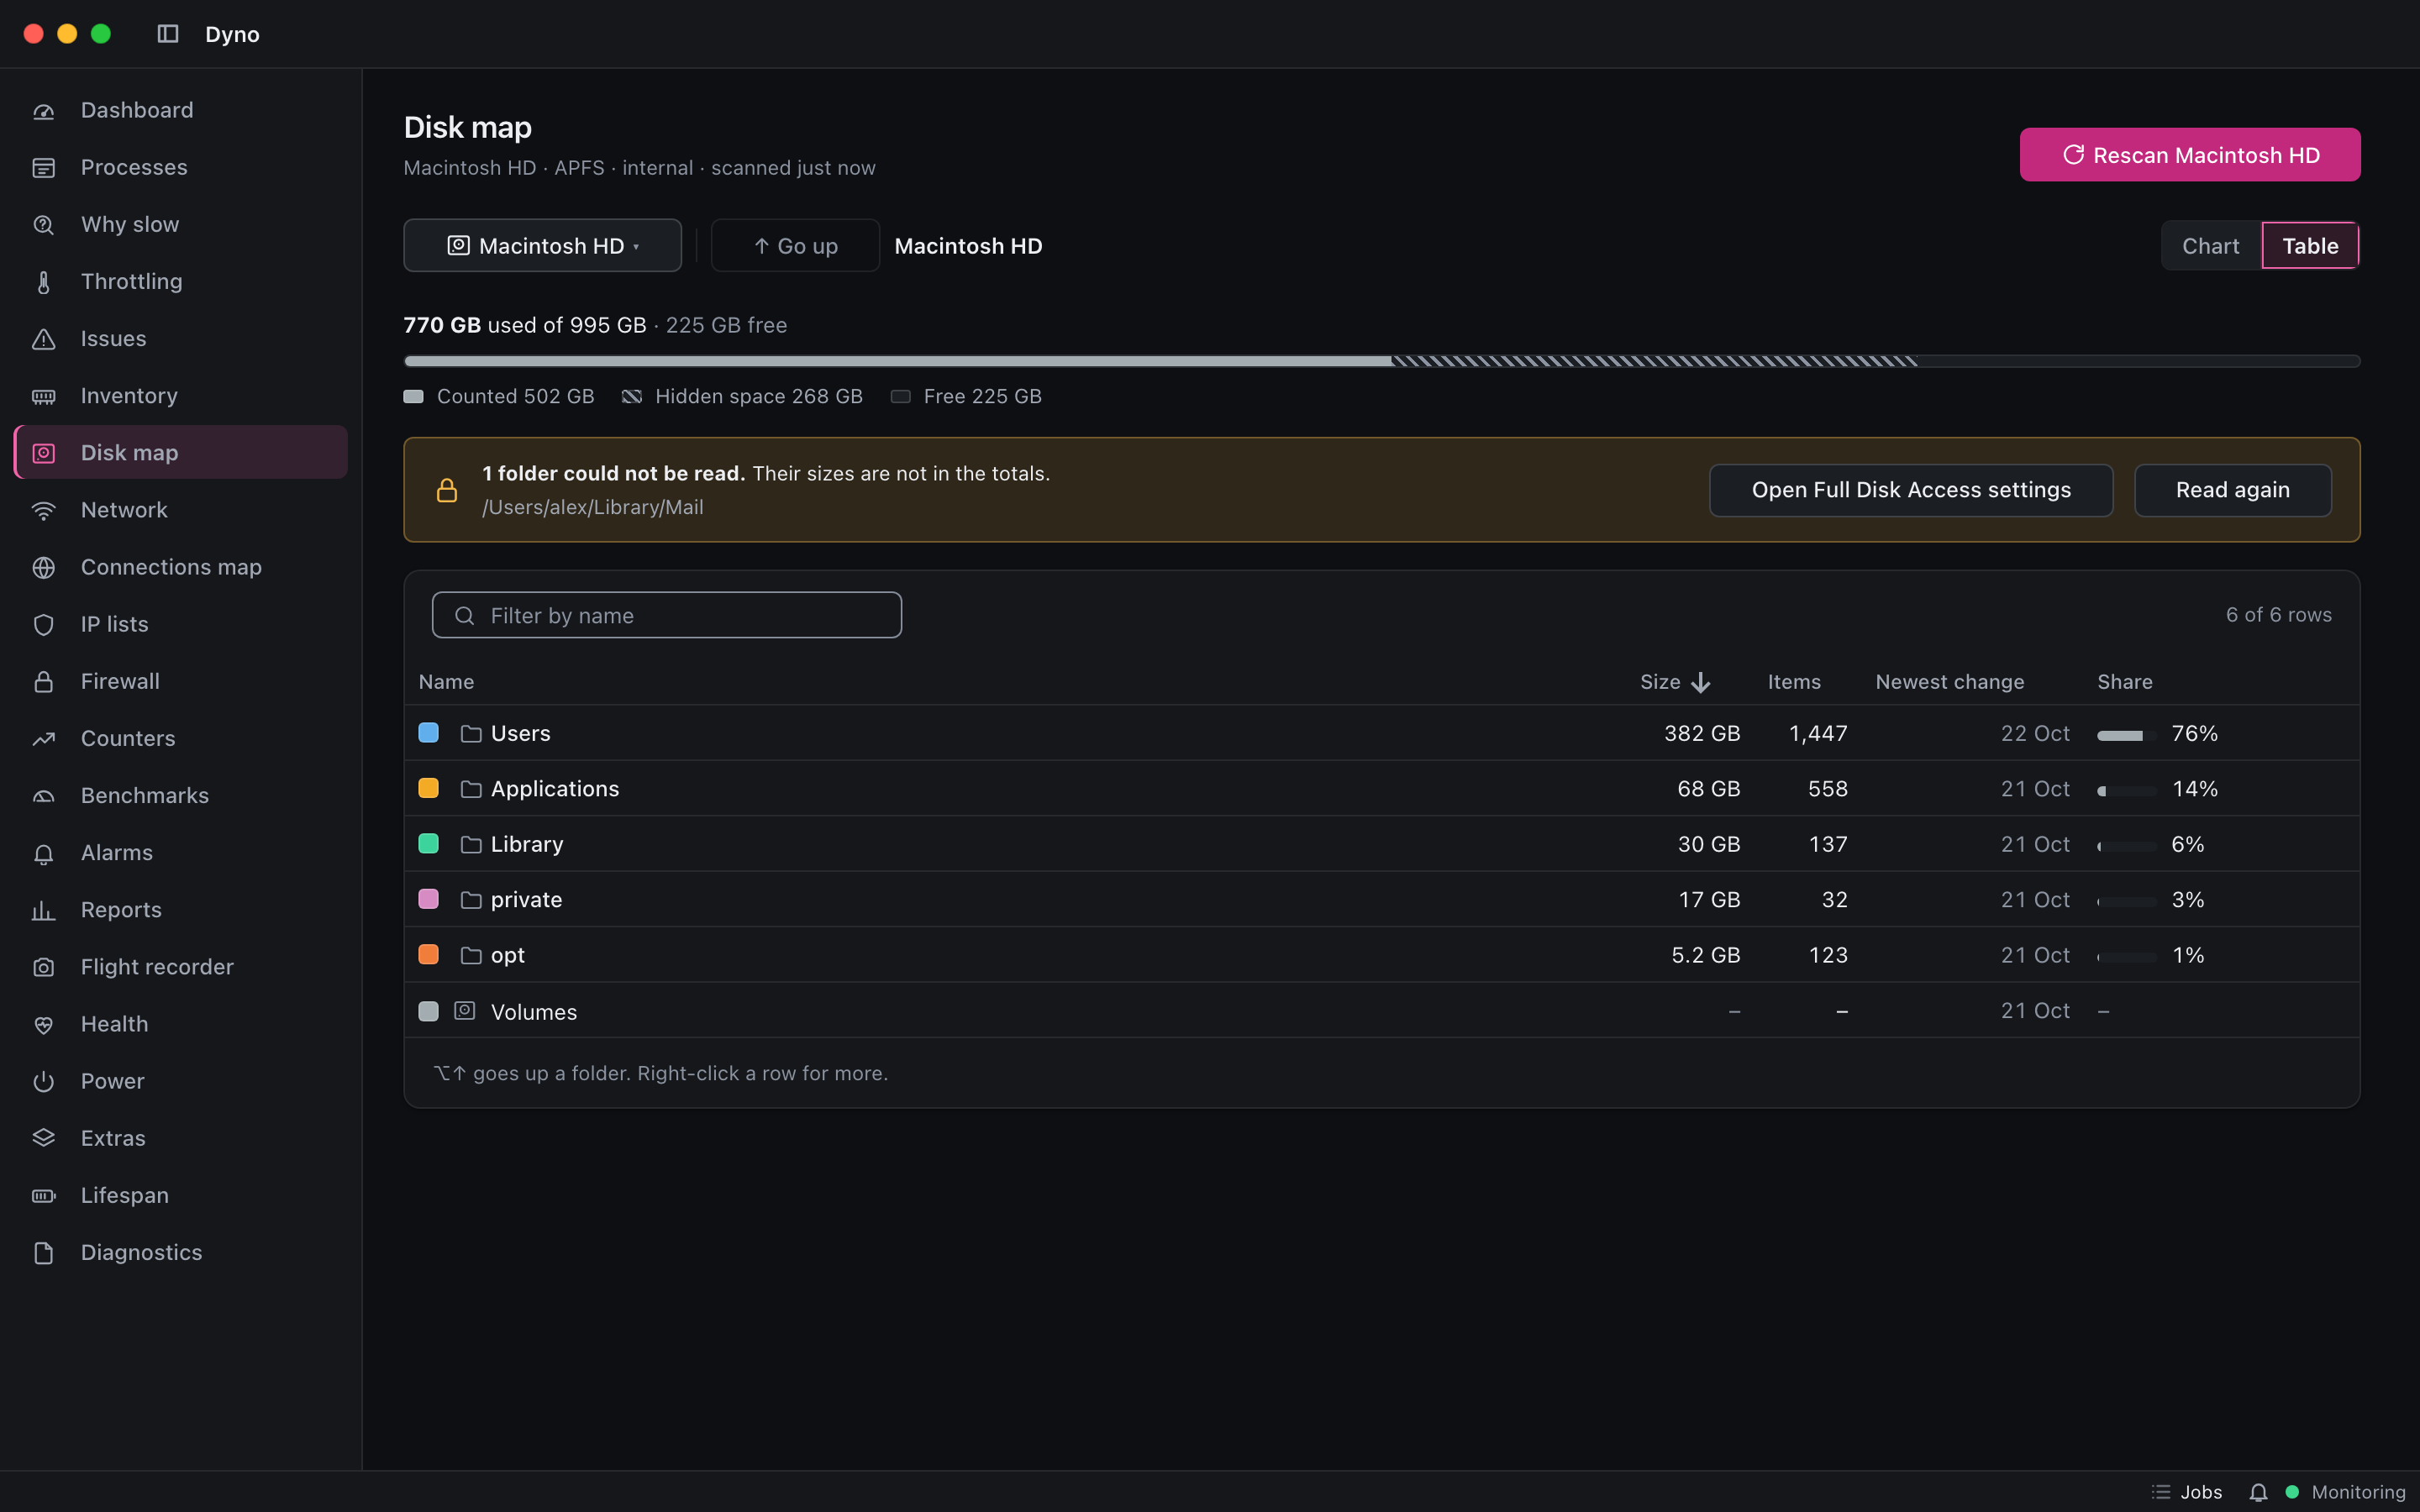 Dyno
Dashboard
Processes
Why slow
Throttling
Issues
Inventory
Disk map
Network
Connections map
IP lists
Firewall
Counters
Benchmarks
Alarms
Reports
Flight recorder
Health
Power
Extras
Lifespan
Diagnostics
Disk map
Macintosh HD · APFS · internal · scanned just now
Rescan Macintosh HD
Macintosh HD ▾ ↑ Go up Macintosh HD Chart Table
770 GB used of 995 GB · 225 GB free
Counted 502 GB Hidden space 268 GB Free 225 GB
1 folder could not be read. Their sizes are not in the totals.
/Users/alex/Library/Mail
Open Full Disk Access settings Read again
Filter by name 6 of 6 rows
Name Size ↓ Items Newest change Share
Users 382 GB 1,447 22 Oct 76%
Applications 68 GB 558 21 Oct 14%
Library 30 GB 137 21 Oct 6%
private 17 GB 32 21 Oct 3%
opt 5.2 GB 123 21 Oct 1%
Volumes – – 21 Oct –
⌥↑ goes up a folder. Right-click a row for more.
Jobs Monitoring